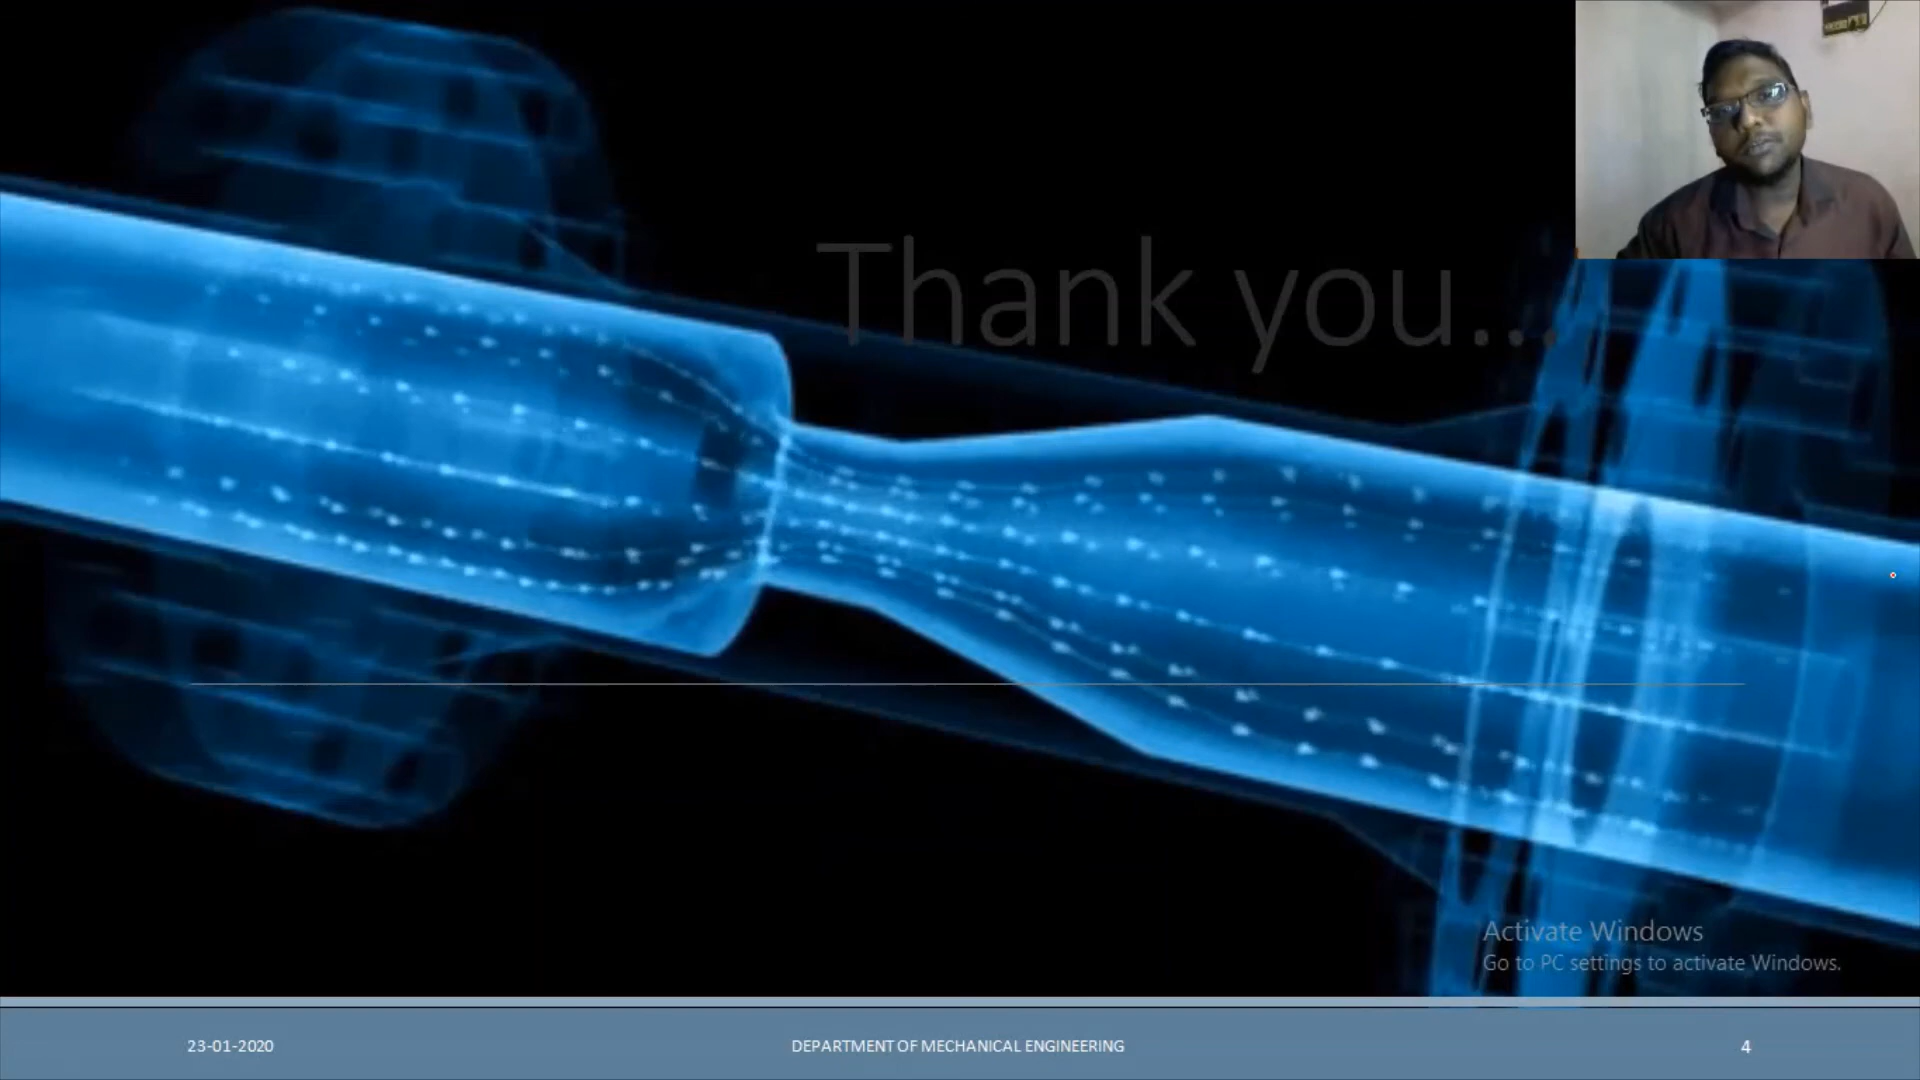 Thank you...
Activate Windows
Go to PC settings to activate Windows.
23-01-2020
DEPARTMENT OF MECHANICAL ENGINEERING
4